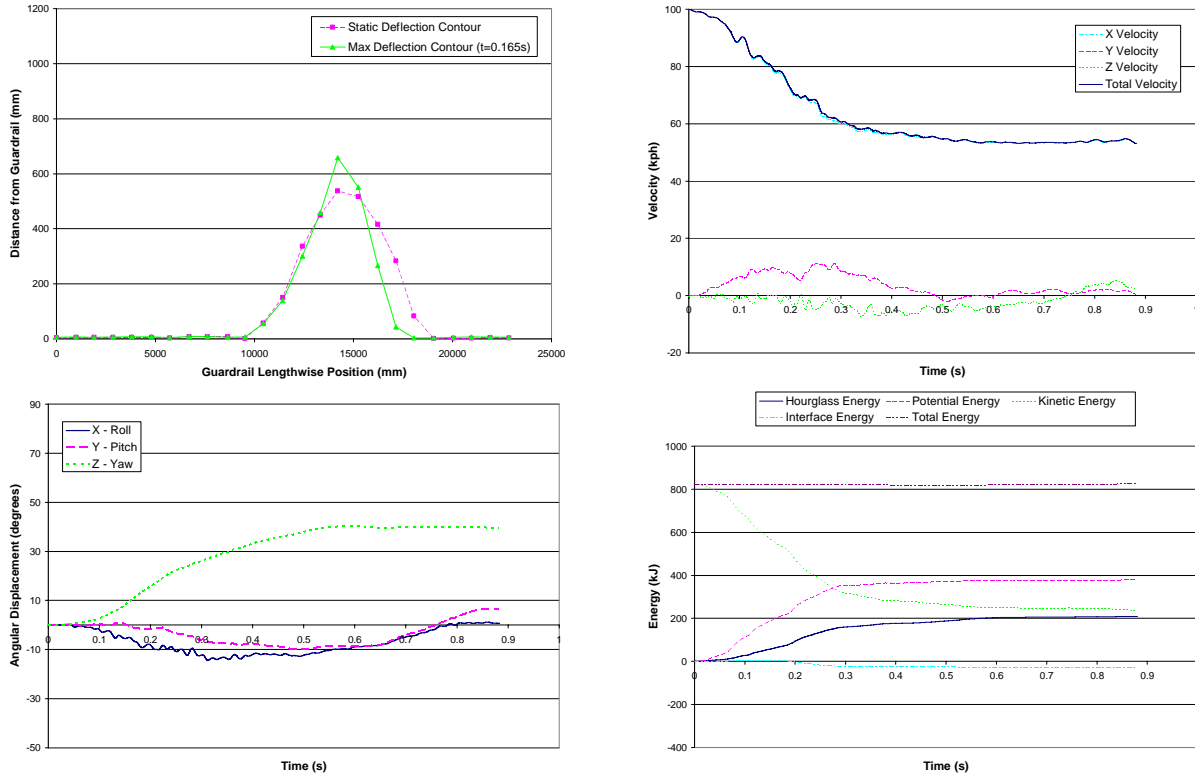 1200
1000
800
600
400
200
0
Distance from Guardrail (mm)
Static Deflection Contour
Max Deflection Contour (t=0.165s)
0 5000 10000 15000 20000 25000
Guardrail Lengthwise Position (mm)
100
80
60
40
20
0
-20
Velocity (kph)
X Velocity
Y Velocity
Z Velocity
Total Velocity
0 0.1 0.2 0.3 0.4 0.5 0.6 0.7 0.8 0.9 1
Time (s)
90
70
50
30
10
-10
-30
-50
Angular Displacement (degrees)
X - Roll
Y - Pitch
Z - Yaw
0 0.1 0.2 0.3 0.4 0.5 0.6 0.7 0.8 0.9 1
Time (s)
Hourglass Energy Potential Energy Kinetic Energy
Interface Energy Total Energy
1000
800
600
400
200
0
-200
-400
Energy (kJ)
0 0.1 0.2 0.3 0.4 0.5 0.6 0.7 0.8 0.9
Time (s)